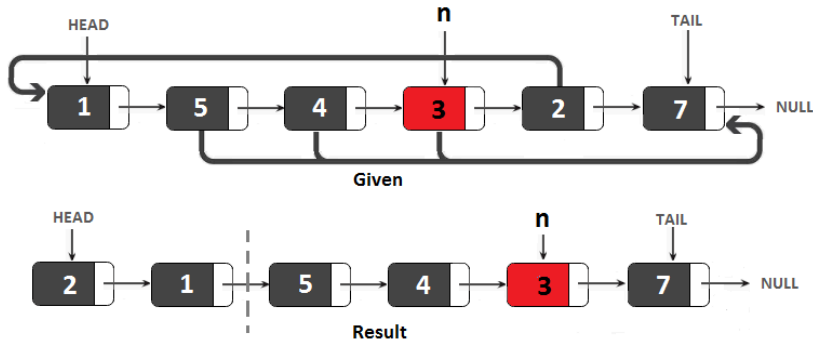 HEAD n TAIL
1 5 4 3 2 7 NULL
Given
HEAD n TAIL
2 1 5 4 3 7 NULL
Result